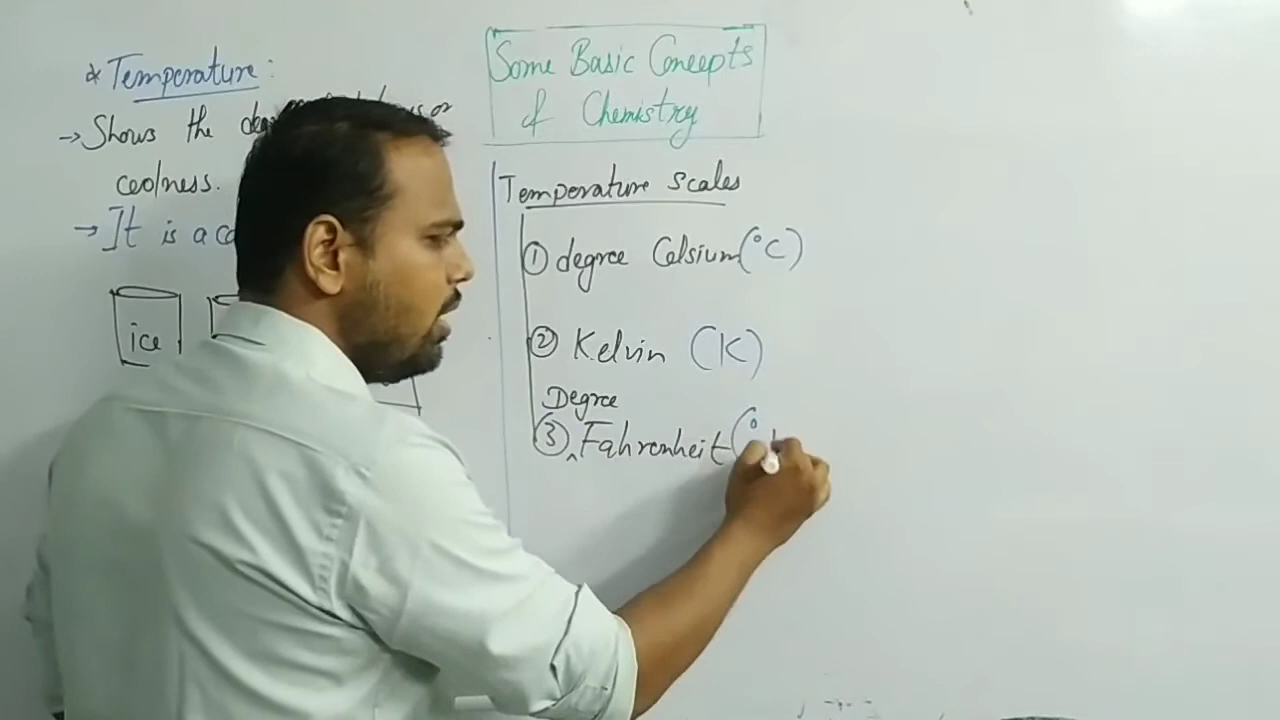 Some Basic Concepts
of Chemistry
* Temperature:
→ Shows the or
coolness.
→ It is a
ice
Temperature Scales
① degree Celsium (°C)
② Kelvin (K)
Degree
③ ‸Fahrenheit (°